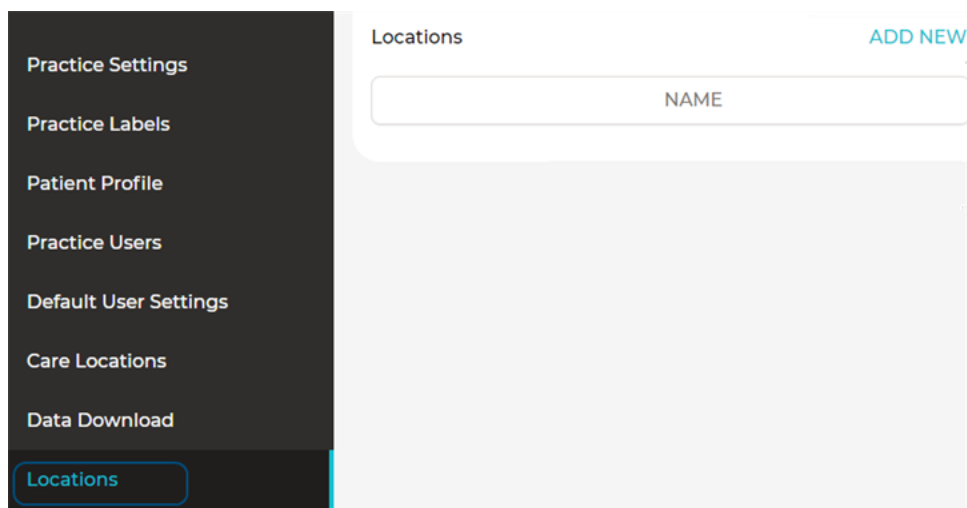 Practice Settings
Practice Labels
Patient Profile
Practice Users
Default User Settings
Care Locations
Data Download
Locations
Locations
ADD NEW
NAME